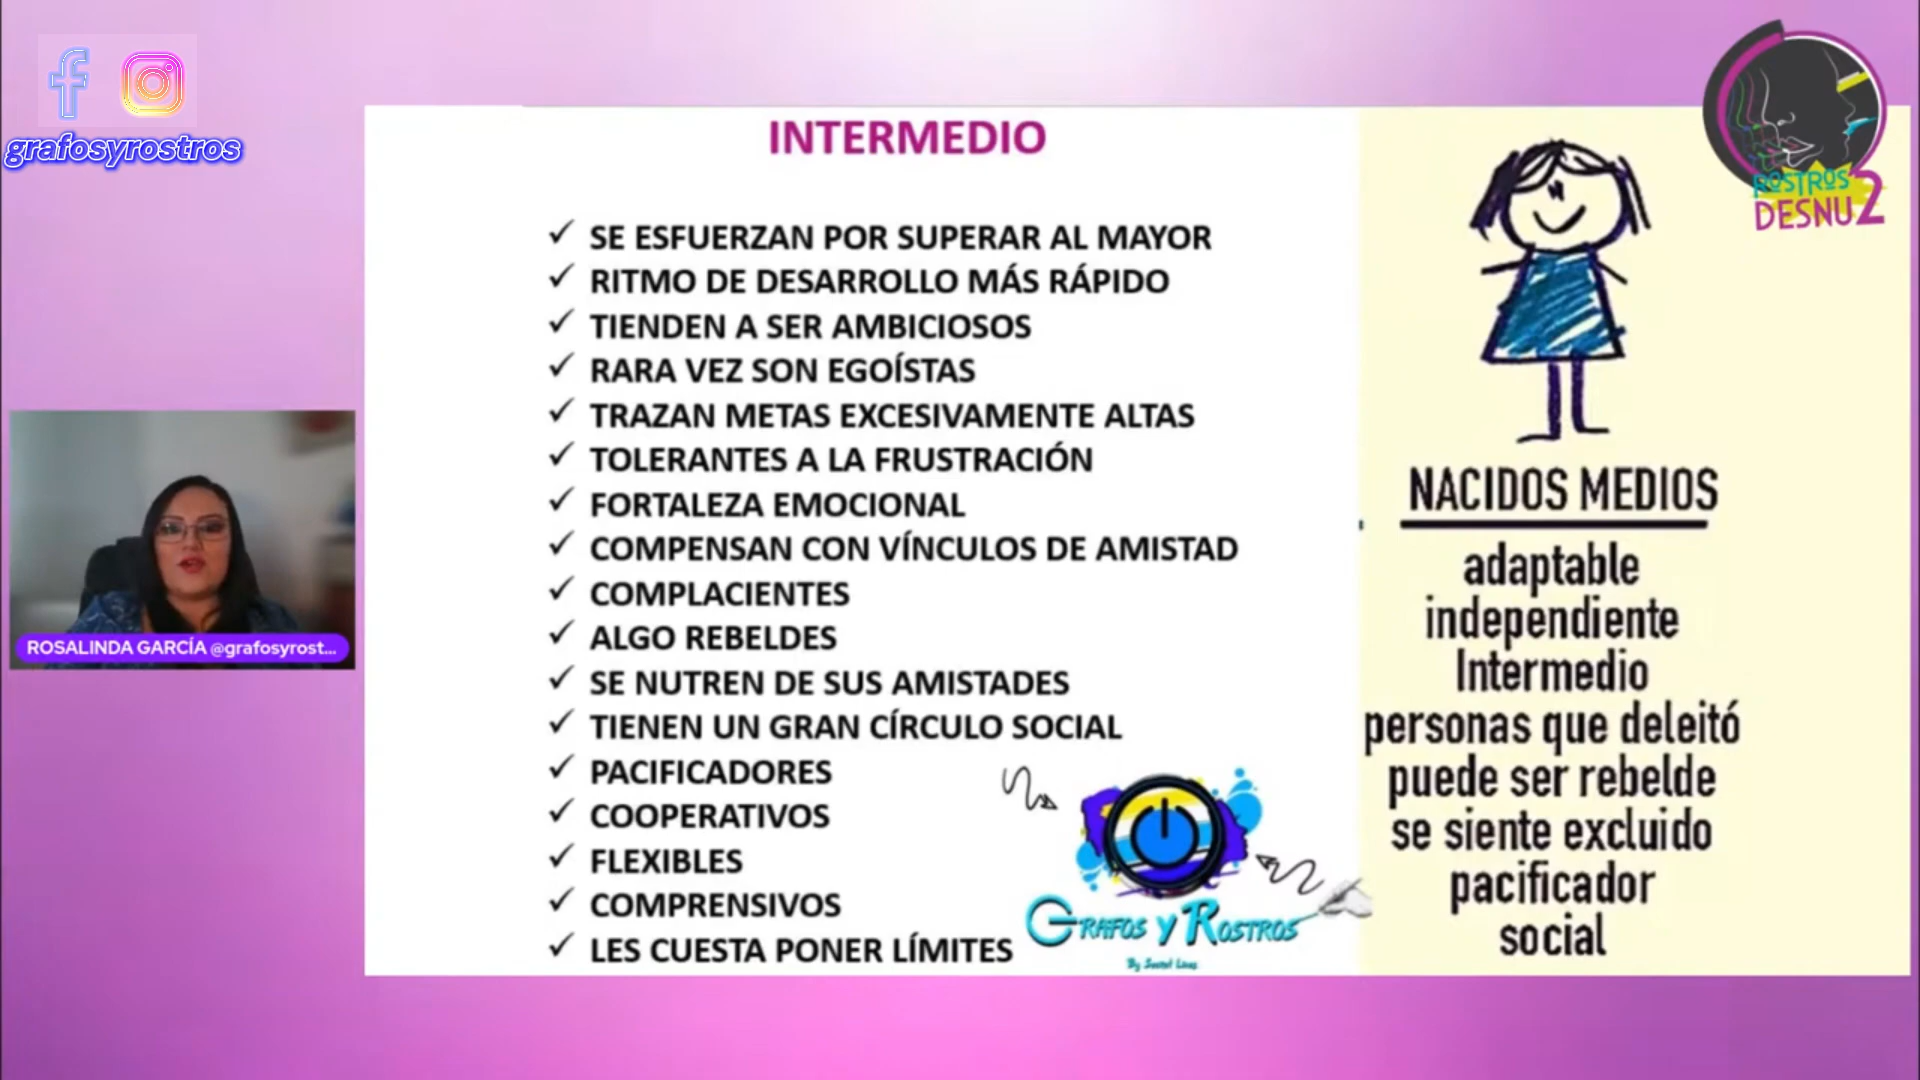 grafosyrostros
ROSTROS
DESNU2
INTERMEDIO
✓ SE ESFUERZAN POR SUPERAR AL MAYOR
✓ RITMO DE DESARROLLO MÁS RÁPIDO
✓ TIENDEN A SER AMBICIOSOS
✓ RARA VEZ SON EGOÍSTAS
✓ TRAZAN METAS EXCESIVAMENTE ALTAS
✓ TOLERANTES A LA FRUSTRACIÓN
✓ FORTALEZA EMOCIONAL
✓ COMPENSAN CON VÍNCULOS DE AMISTAD
✓ COMPLACIENTES
✓ ALGO REBELDES
✓ SE NUTREN DE SUS AMISTADES
✓ TIENEN UN GRAN CÍRCULO SOCIAL
✓ PACIFICADORES
✓ COOPERATIVOS
✓ FLEXIBLES
✓ COMPRENSIVOS
✓ LES CUESTA PONER LÍMITES
GRAFOS Y ROSTROS
By Secret Lines
NACIDOS MEDIOS
adaptable
independiente
Intermedio
personas que deleitó
puede ser rebelde
se siente excluido
pacificador
social
ROSALINDA GARCÍA @grafosyrost...